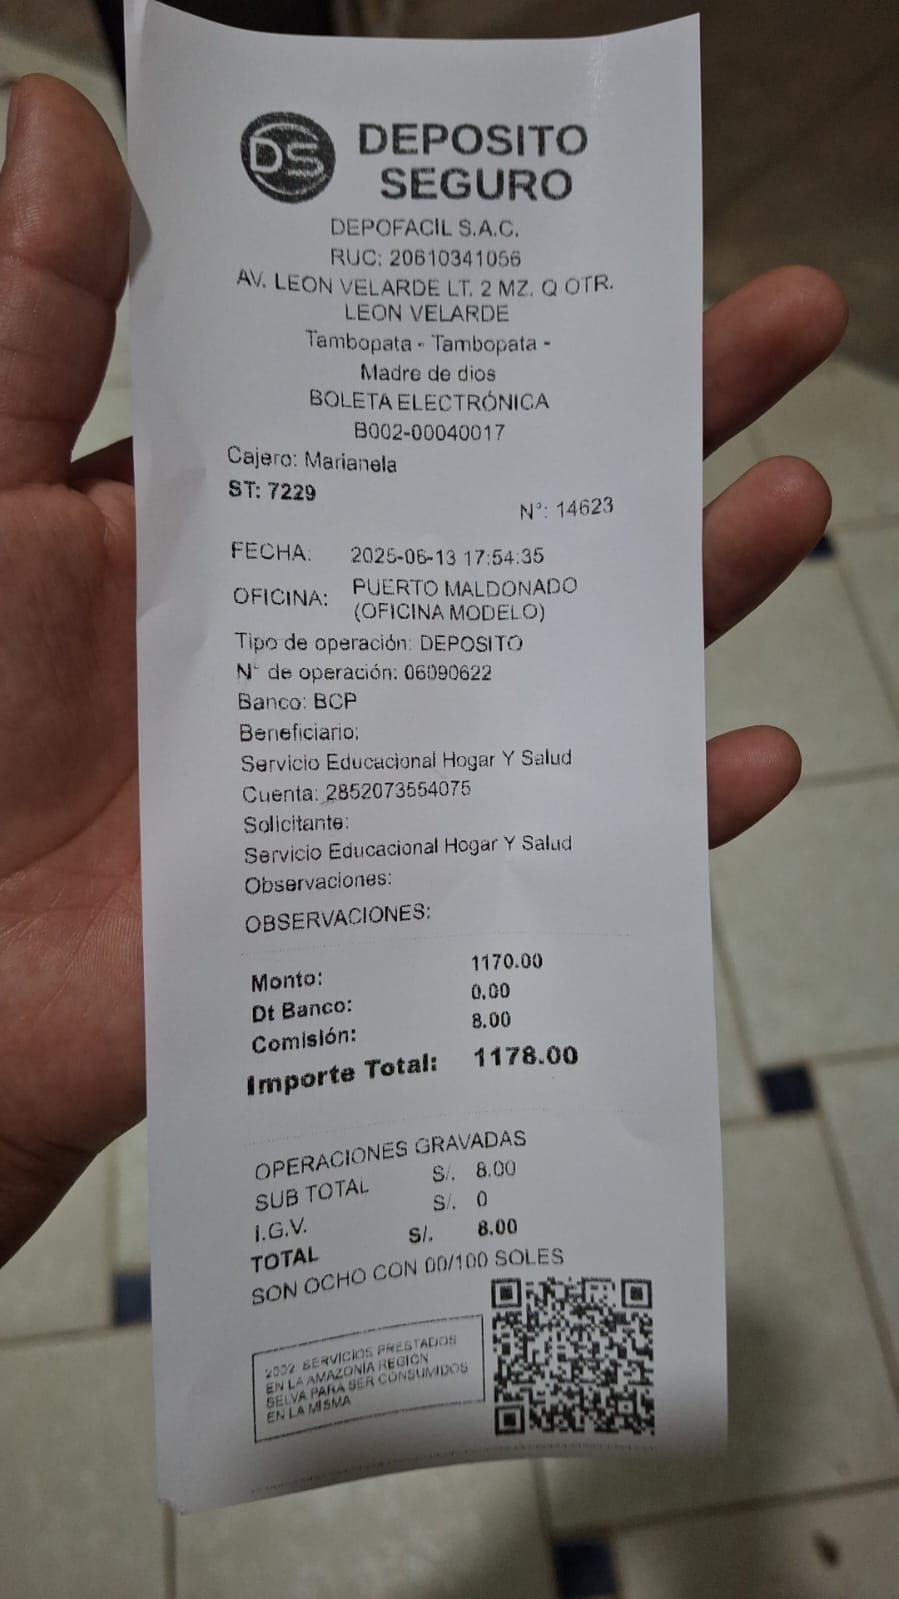 DS DEPOSITO
SEGURO
DEPOFACIL S.A.C.
RUC: 20610341056
AV. LEON VELARDE LT. 2 MZ. Q OTR.
LEON VELARDE
Tambopata - Tambopata -
Madre de dios
BOLETA ELECTRÓNICA
B002-00040017
Cajero: Marianela
ST: 7229
N°: 14623
FECHA: 2025-06-13 17:54:35
OFICINA: PUERTO MALDONADO
(OFICINA MODELO)
Tipo de operación: DEPOSITO
N° de operación: 06090622
Banco: BCP
Beneficiario:
Servicio Educacional Hogar Y Salud
Cuenta: 2852073554075
Solicitante:
Servicio Educacional Hogar Y Salud
Observaciones:
OBSERVACIONES:
Monto: 1170.00
Dt Banco: 0.00
Comisión: 8.00
Importe Total: 1178.00
OPERACIONES GRAVADAS
SUB TOTAL S/. 8.00
I.G.V. S/. 0
TOTAL S/. 8.00
SON OCHO CON 00/100 SOLES
2002 SERVICIOS PRESTADOS
EN LA AMAZONÍA REGION
SELVA PARA SER CONSUMIDOS
EN LA MISMA